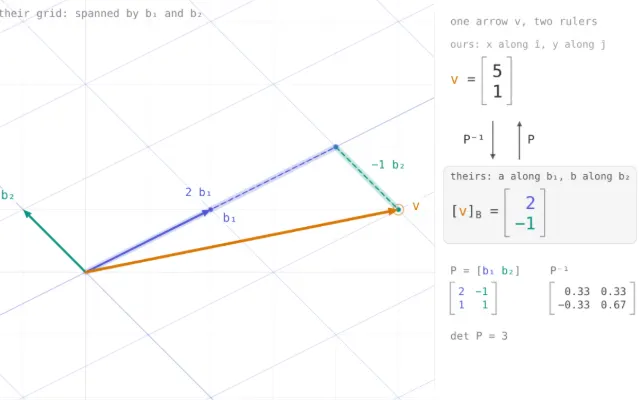 their grid: spanned by b₁ and b₂
b₂
2 b₁
b₁
−1 b₂
v
one arrow v, two rulers
ours: x along î, y along ĵ
v = [5
1]
P⁻¹ P
theirs: a along b₁, b along b₂
[v]B = [2
−1]
P = [b₁ b₂] P⁻¹
[2 −1 [0.33 0.33
1 1] −0.33 0.67]
det P = 3